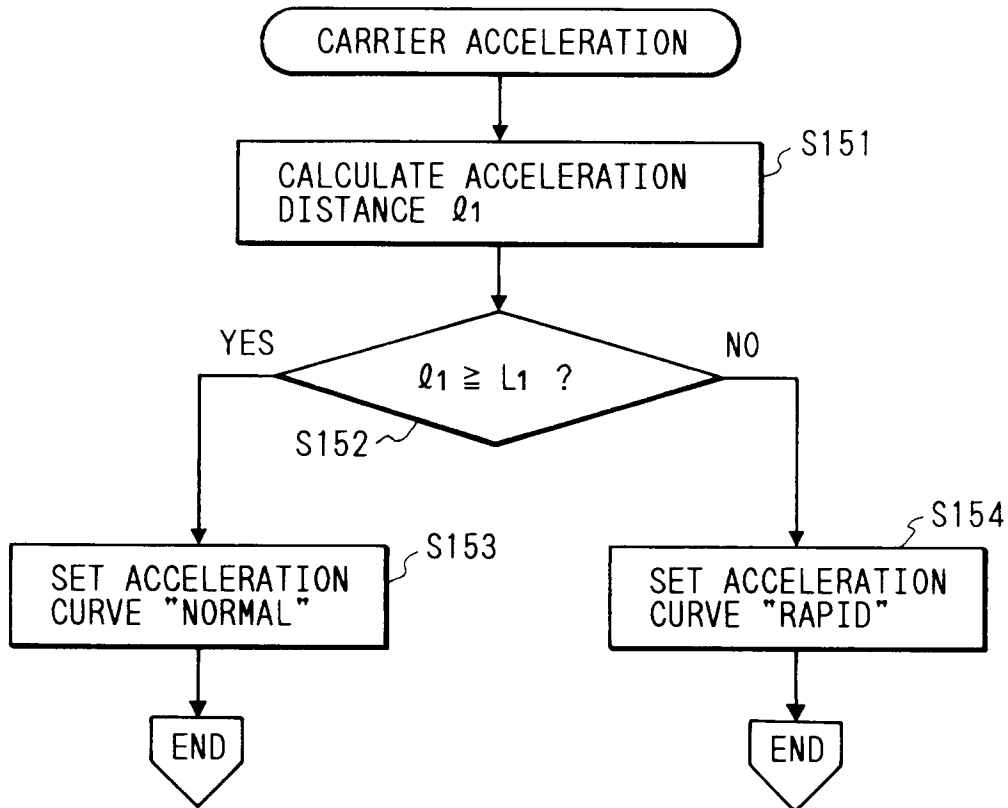 CARRIER ACCELERATION
S151
CALCULATE ACCELERATION
DISTANCE ℓ1
YES
NO
ℓ1 ≧ L1 ?
S152
S153
SET ACCELERATION
CURVE "NORMAL"
S154
SET ACCELERATION
CURVE "RAPID"
END
END